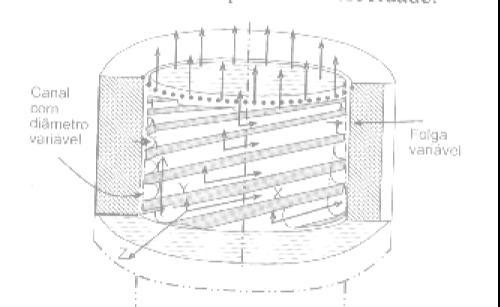 Canal
com
diâmetro
variável
Folga
variável
Y
X
Z